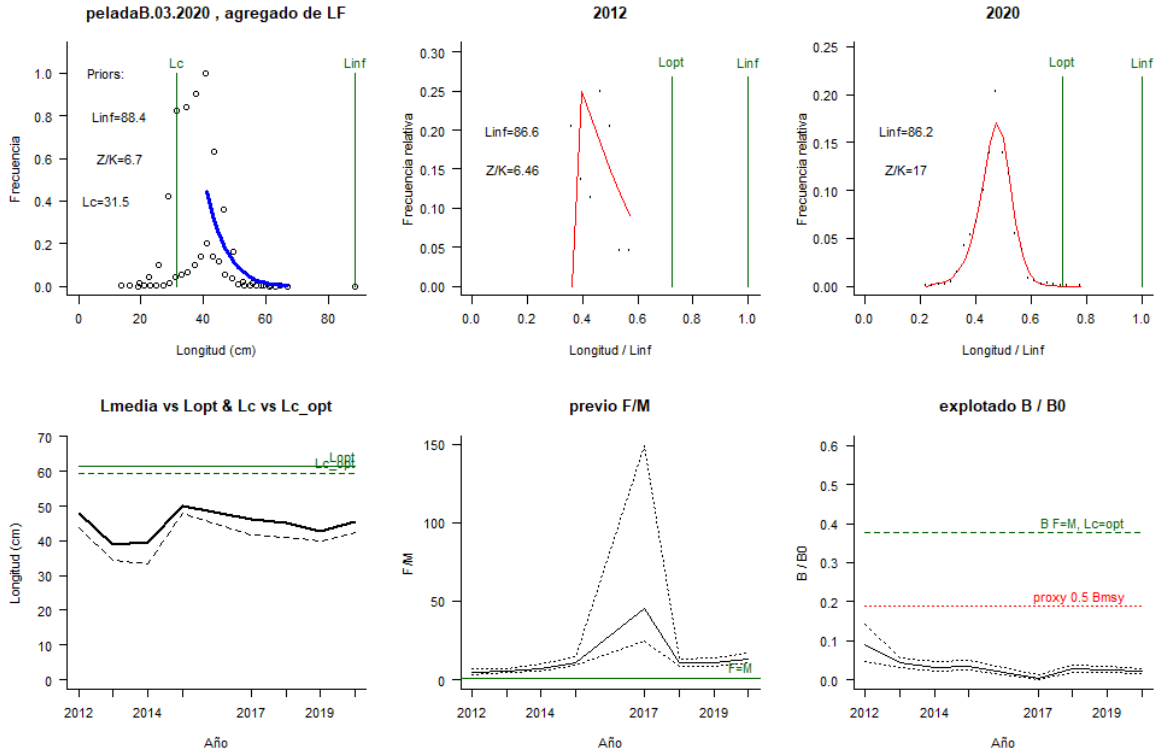 peladaB.03.2020 , agregado de LF
Lc
Linf
Priors:
Linf=88.4
Z/K=6.7
Lc=31.5
Frecuencia
1.0
0.8
0.6
0.4
0.2
0.0
0 20 40 60 80
Longitud (cm)
2012
Lopt
Linf
Linf=86.6
Z/K=6.46
Frecuencia relativa
0.30
0.25
0.20
0.15
0.10
0.05
0.00
0.0 0.2 0.4 0.6 0.8 1.0
Longitud / Linf
2020
Lopt
Linf
Linf=86.2
Z/K=17
Frecuencia relativa
0.25
0.20
0.15
0.10
0.05
0.00
0.0 0.2 0.4 0.6 0.8 1.0
Longitud / Linf
Lmedia vs Lopt & Lc vs Lc_opt
Lopt
Lc_opt
Longitud (cm)
70
60
50
40
30
20
10
0
2012 2014 2017 2019
Año
previo F/M
F=M
F/M
150
100
50
0
2012 2014 2017 2019
Año
explotado B / B0
B F=M, Lc=opt
proxy 0.5 Bmsy
B / B0
0.6
0.5
0.4
0.3
0.2
0.1
0.0
2012 2014 2017 2019
Año